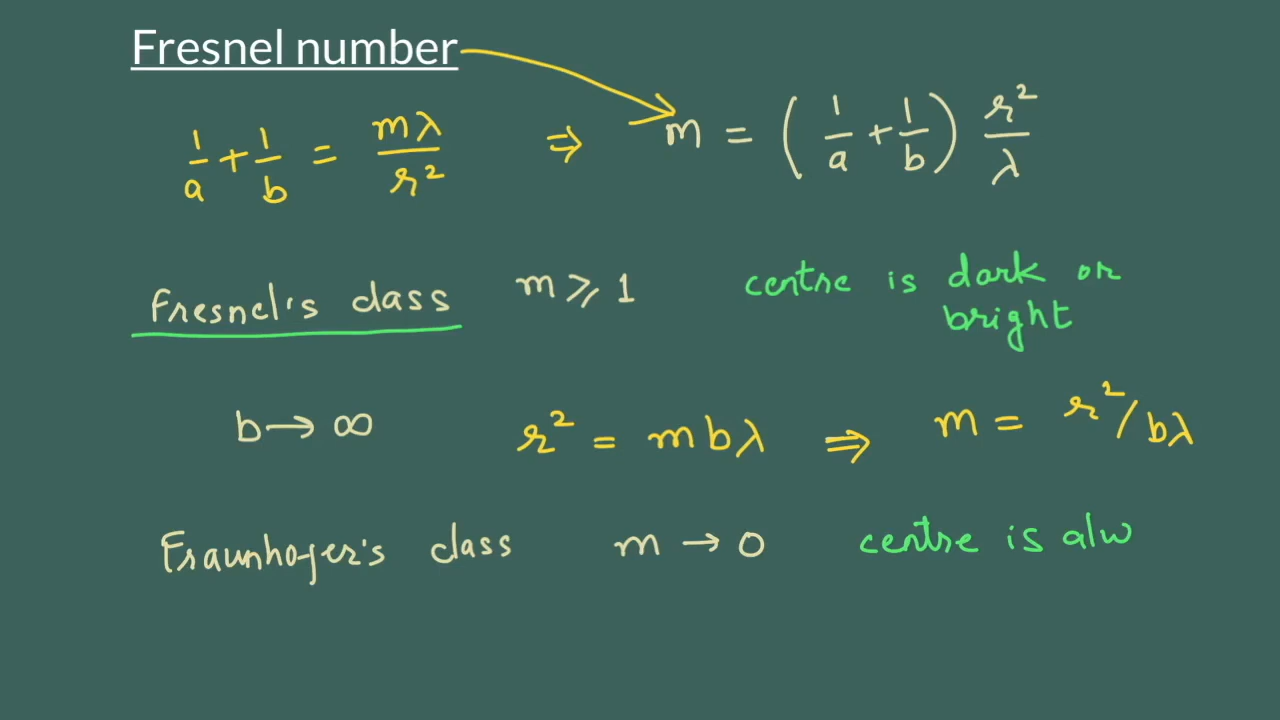 Fresnel number
1/a + 1/b = mλ/r² ⇒ m = (1/a + 1/b) r²/λ
Fresnel's class m ⩾ 1 centre is dark or
bright
b → ∞ r² = mbλ ⇒ m = r²/bλ
Fraunhofer's class m → 0 centre is alw